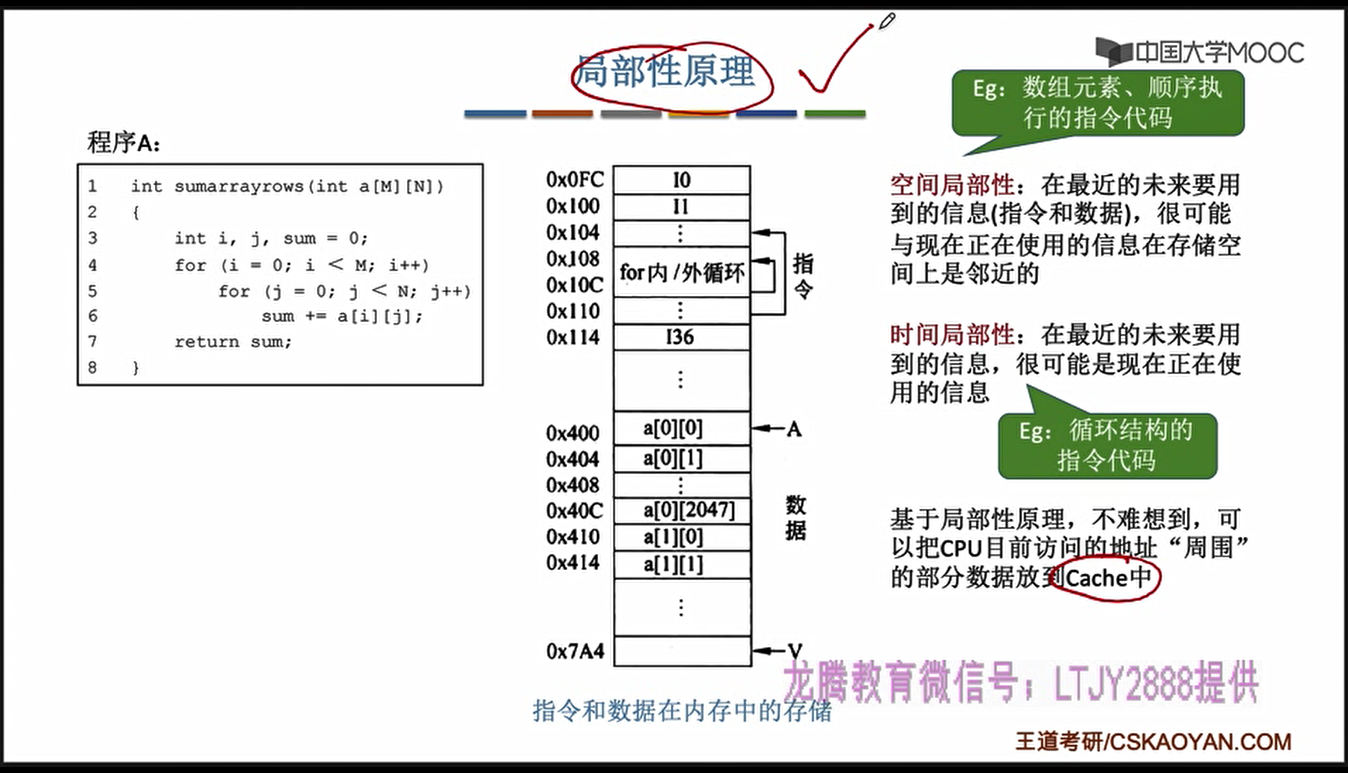 中国大学MOOC
局部性原理
Eg：数组元素、顺序执
行的指令代码
程序A：
1 int sumarrayrows(int a[M][N])
2 {
3 int i, j, sum = 0;
4 for (i = 0; i < M; i++)
5 for (j = 0; j < N; j++)
6 sum += a[i][j];
7 return sum;
8 }
0x0FC I0
0x100 I1
0x104 ⋮
0x108
for内/外循环
0x10C
0x110 ⋮
0x114 I36
⋮
指
令
0x400 a[0][0] A
0x404 a[0][1]
0x408 ⋮
0x40C a[0][2047]
0x410 a[1][0]
0x414 a[1][1]
⋮
数
据
0x7A4 V
指令和数据在内存中的存储
空间局部性：在最近的未来要用
到的信息(指令和数据)，很可能
与现在正在使用的信息在存储空
间上是邻近的
时间局部性：在最近的未来要用
到的信息，很可能是现在正在使
用的信息
Eg：循环结构的
指令代码
基于局部性原理，不难想到，可
以把CPU目前访问的地址“周围”
的部分数据放到Cache中
龙腾教育微信号；LTJY2888提供
王道考研/CSKAOYAN.COM